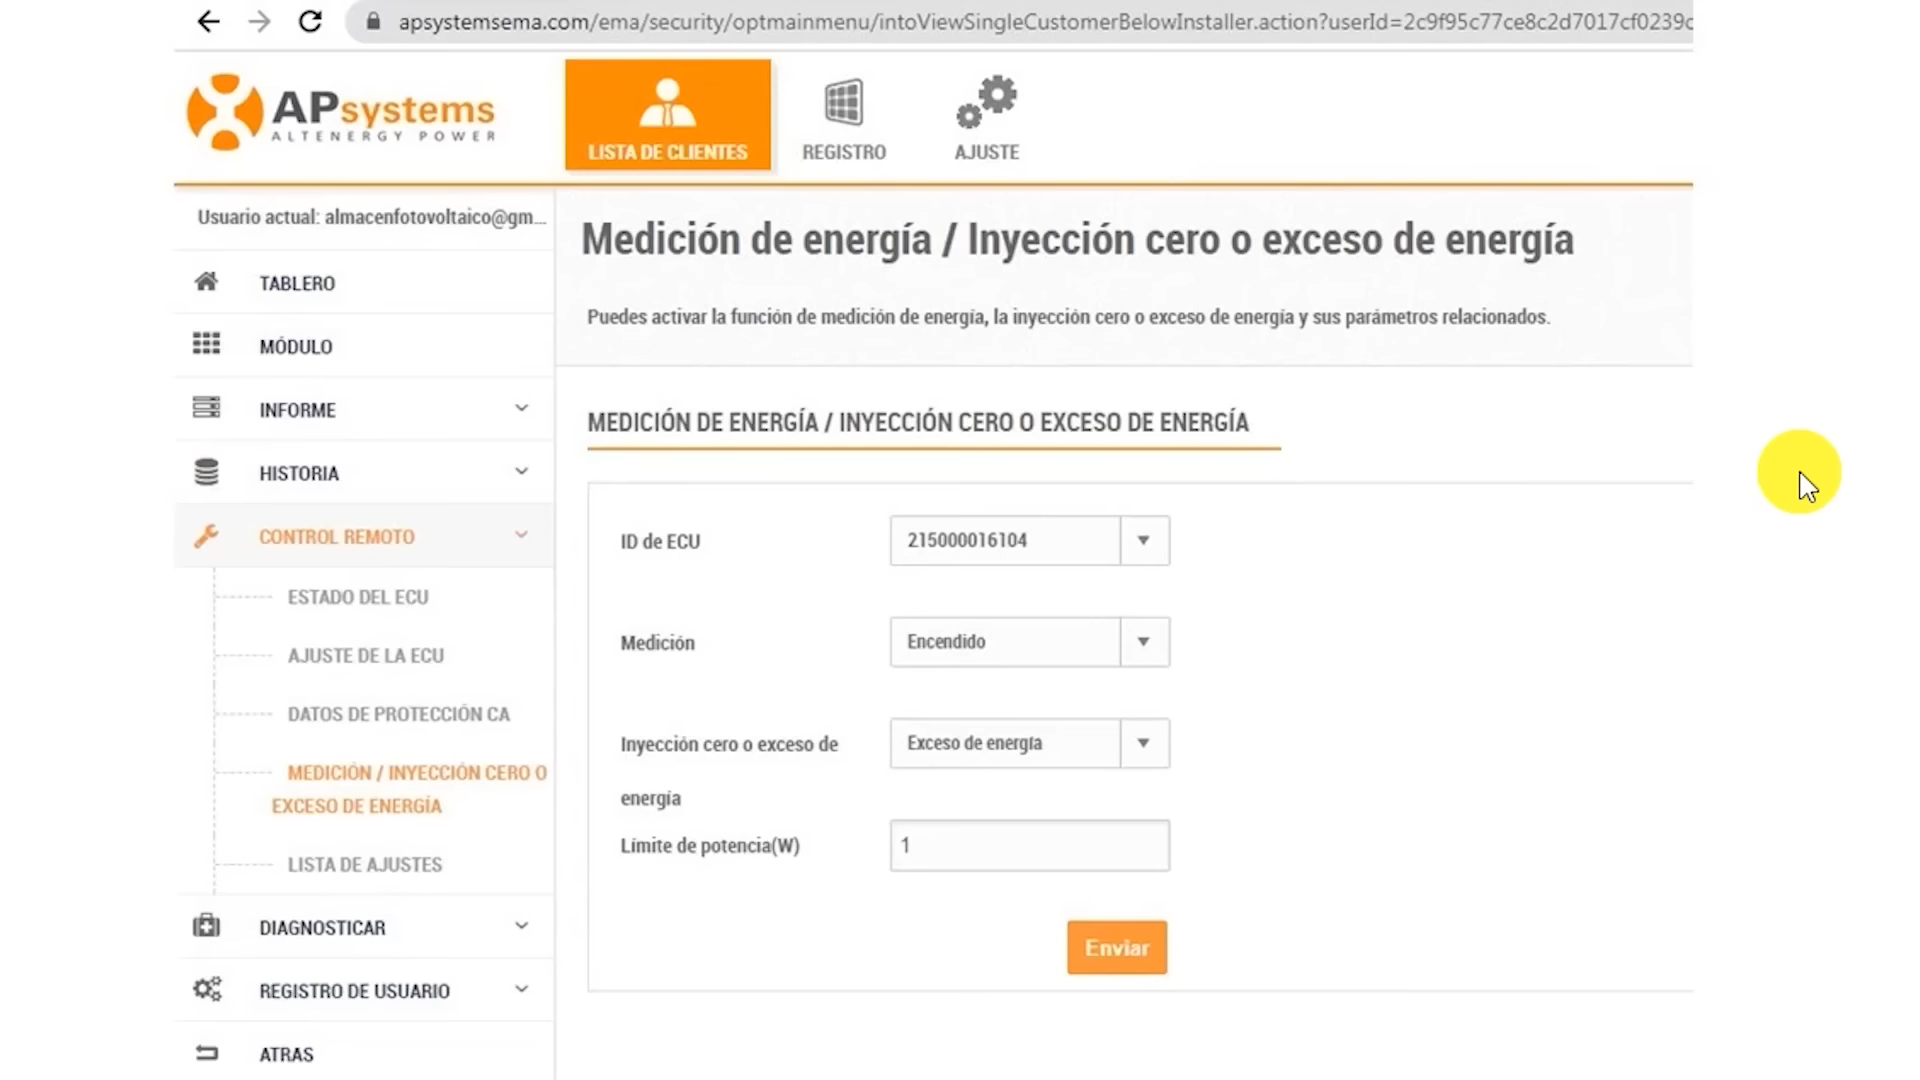 apsystemsema.com/ema/security/optmainmenu/intoViewSingleCustomerBelowInstaller.action?userId=2c9f95c77ce8c2d7017cf0239c
APsystems
ALTENERGY POWER
LISTA DE CLIENTES
REGISTRO
AJUSTE
Usuario actual: almacenfotovoltaico@gm...
TABLERO
MÓDULO
INFORME
HISTORIA
CONTROL REMOTO
ESTADO DEL ECU
AJUSTE DE LA ECU
DATOS DE PROTECCIÓN CA
MEDICIÓN / INYECCIÓN CERO O
EXCESO DE ENERGÍA
LISTA DE AJUSTES
DIAGNOSTICAR
REGISTRO DE USUARIO
ATRAS
Medición de energía / Inyección cero o exceso de energía
Puedes activar la función de medición de energía, la inyección cero o exceso de energía y sus parámetros relacionados.
MEDICIÓN DE ENERGÍA / INYECCIÓN CERO O EXCESO DE ENERGÍA
ID de ECU
215000016104
Medición
Encendido
Inyección cero o exceso de
energía
Exceso de energía
Límite de potencia(W)
1
Enviar